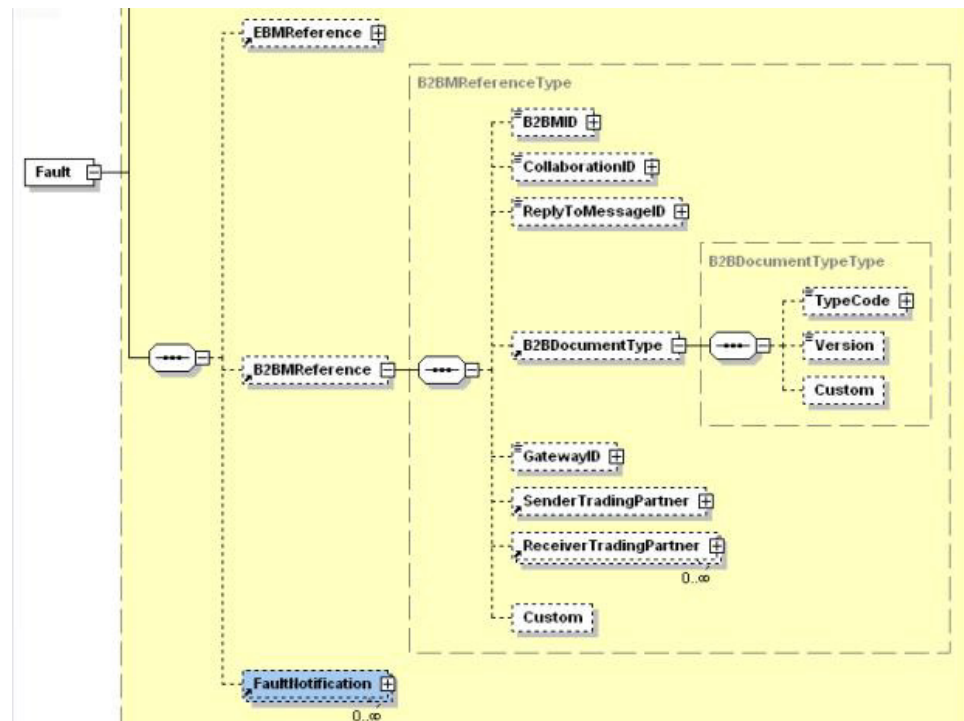 EBMReference
B2BMReferenceType
B2BMID
CollaborationID
Fault
ReplyToMessageID
B2BDocumentTypeType
TypeCode
B2BDocumentType
Version
B2BMReference
Custom
GatewayID
SenderTradingPartner
ReceiverTradingPartner
0..∞
Custom
FaultNotification
0..∞